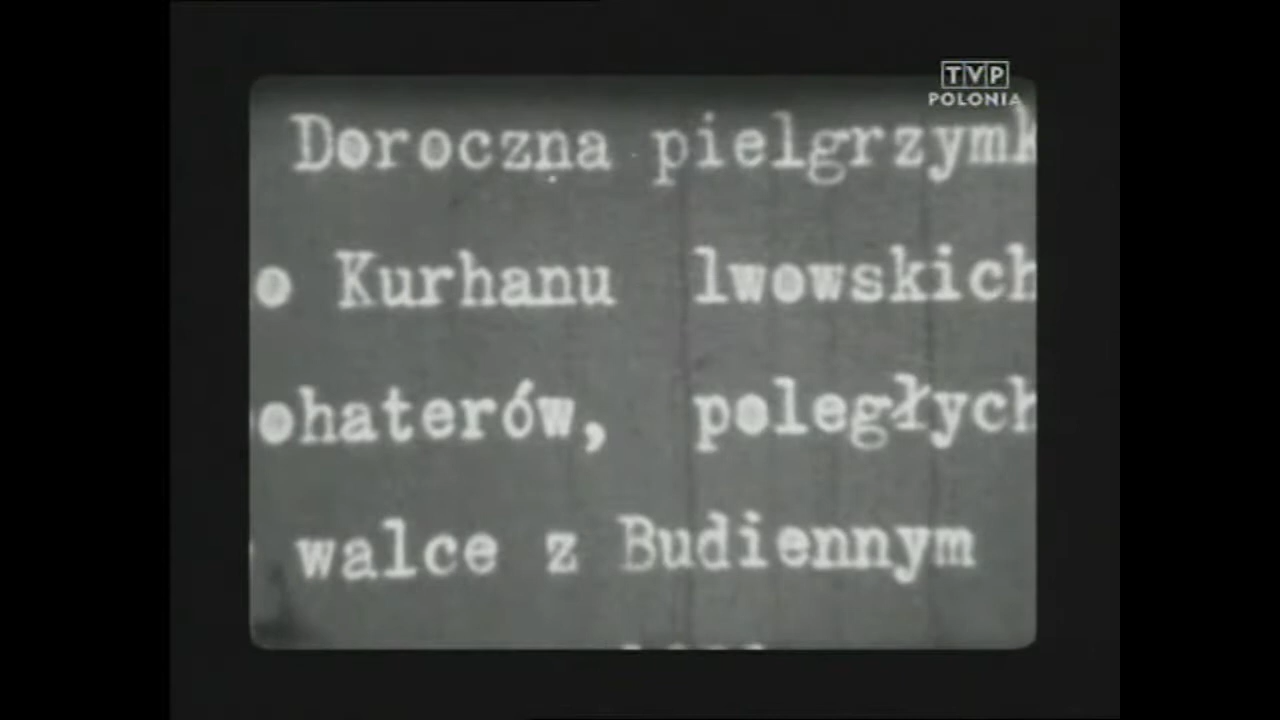 TVP
POLONIA
Doroczna pielgrzymk
o Kurhanu lwowskich
ohaterów, poległych
walce z Budiennym